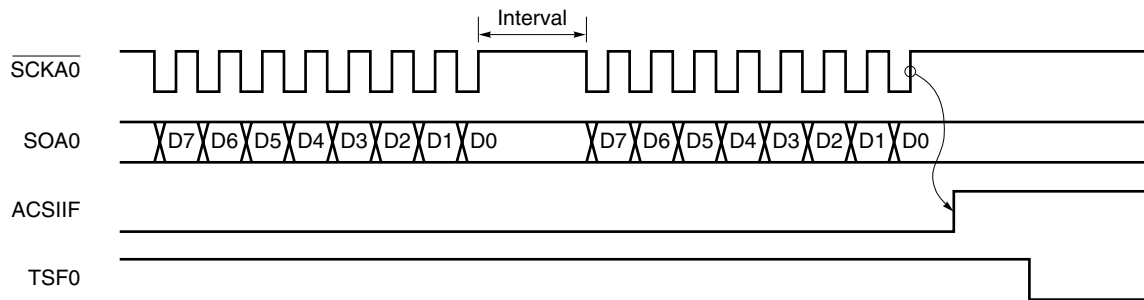 Interval
SCKA0
SOA0 D7 D6 D5 D4 D3 D2 D1 D0 D7 D6 D5 D4 D3 D2 D1 D0
ACSIIF
TSF0